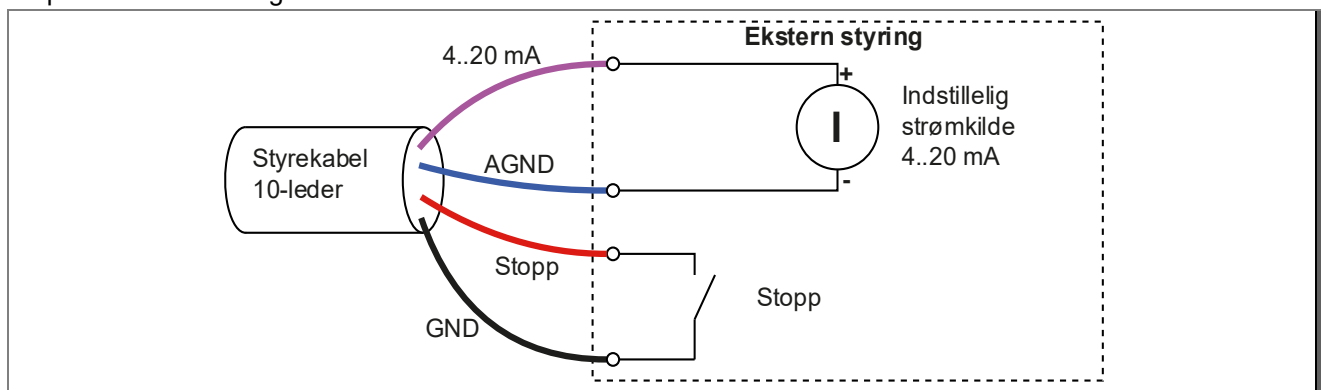 Ekstern styring
4..20 mA
+
I
Indstillelig
strømkilde
4..20 mA
-
Styrekabel
10-leder
AGND
Stopp
Stopp
GND